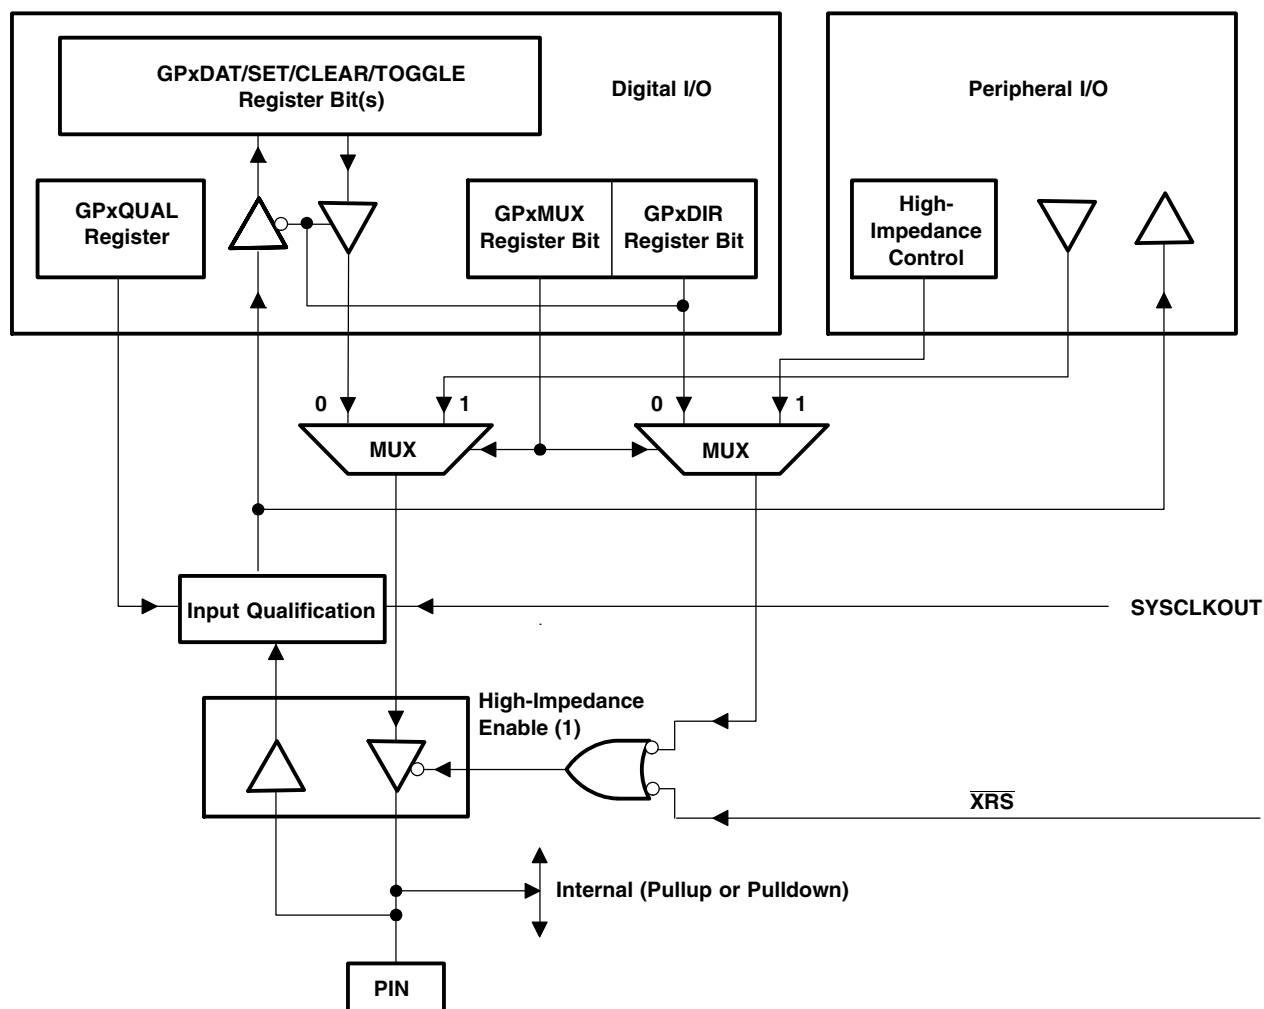 GPxDAT/SET/CLEAR/TOGGLE
Register Bit(s)
Digital I/O
Peripheral I/O
GPxQUAL
Register
GPxMUX
Register Bit
GPxDIR
Register Bit
High-
Impedance
Control
0
1
0
1
MUX
MUX
Input Qualification
SYSCLKOUT
High-Impedance
Enable (1)
XRS
Internal (Pullup or Pulldown)
PIN